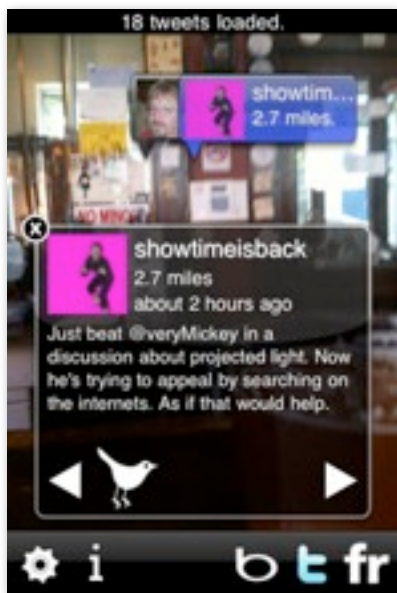 18 tweets loaded.
showtim...
2.7 miles.
NO MINO
showtimeisback
2.7 miles
about 2 hours ago
Just beat @veryMickey in a
discussion about projected light. Now
he's trying to appeal by searching on
the internets. As if that would help.
i b t fr